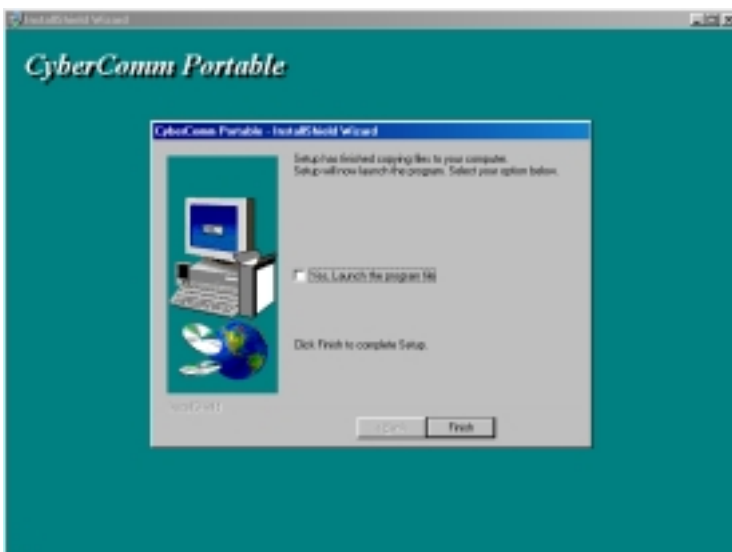 InstallShield Wizard
CyberComm Portable
CyberComm Portable - InstallShield Wizard
Setup has finished copying files to your computer.
Setup will now launch the program. Select your option below.
Yes, Launch the program file
Click Finish to complete Setup.
InstallShield
Finish